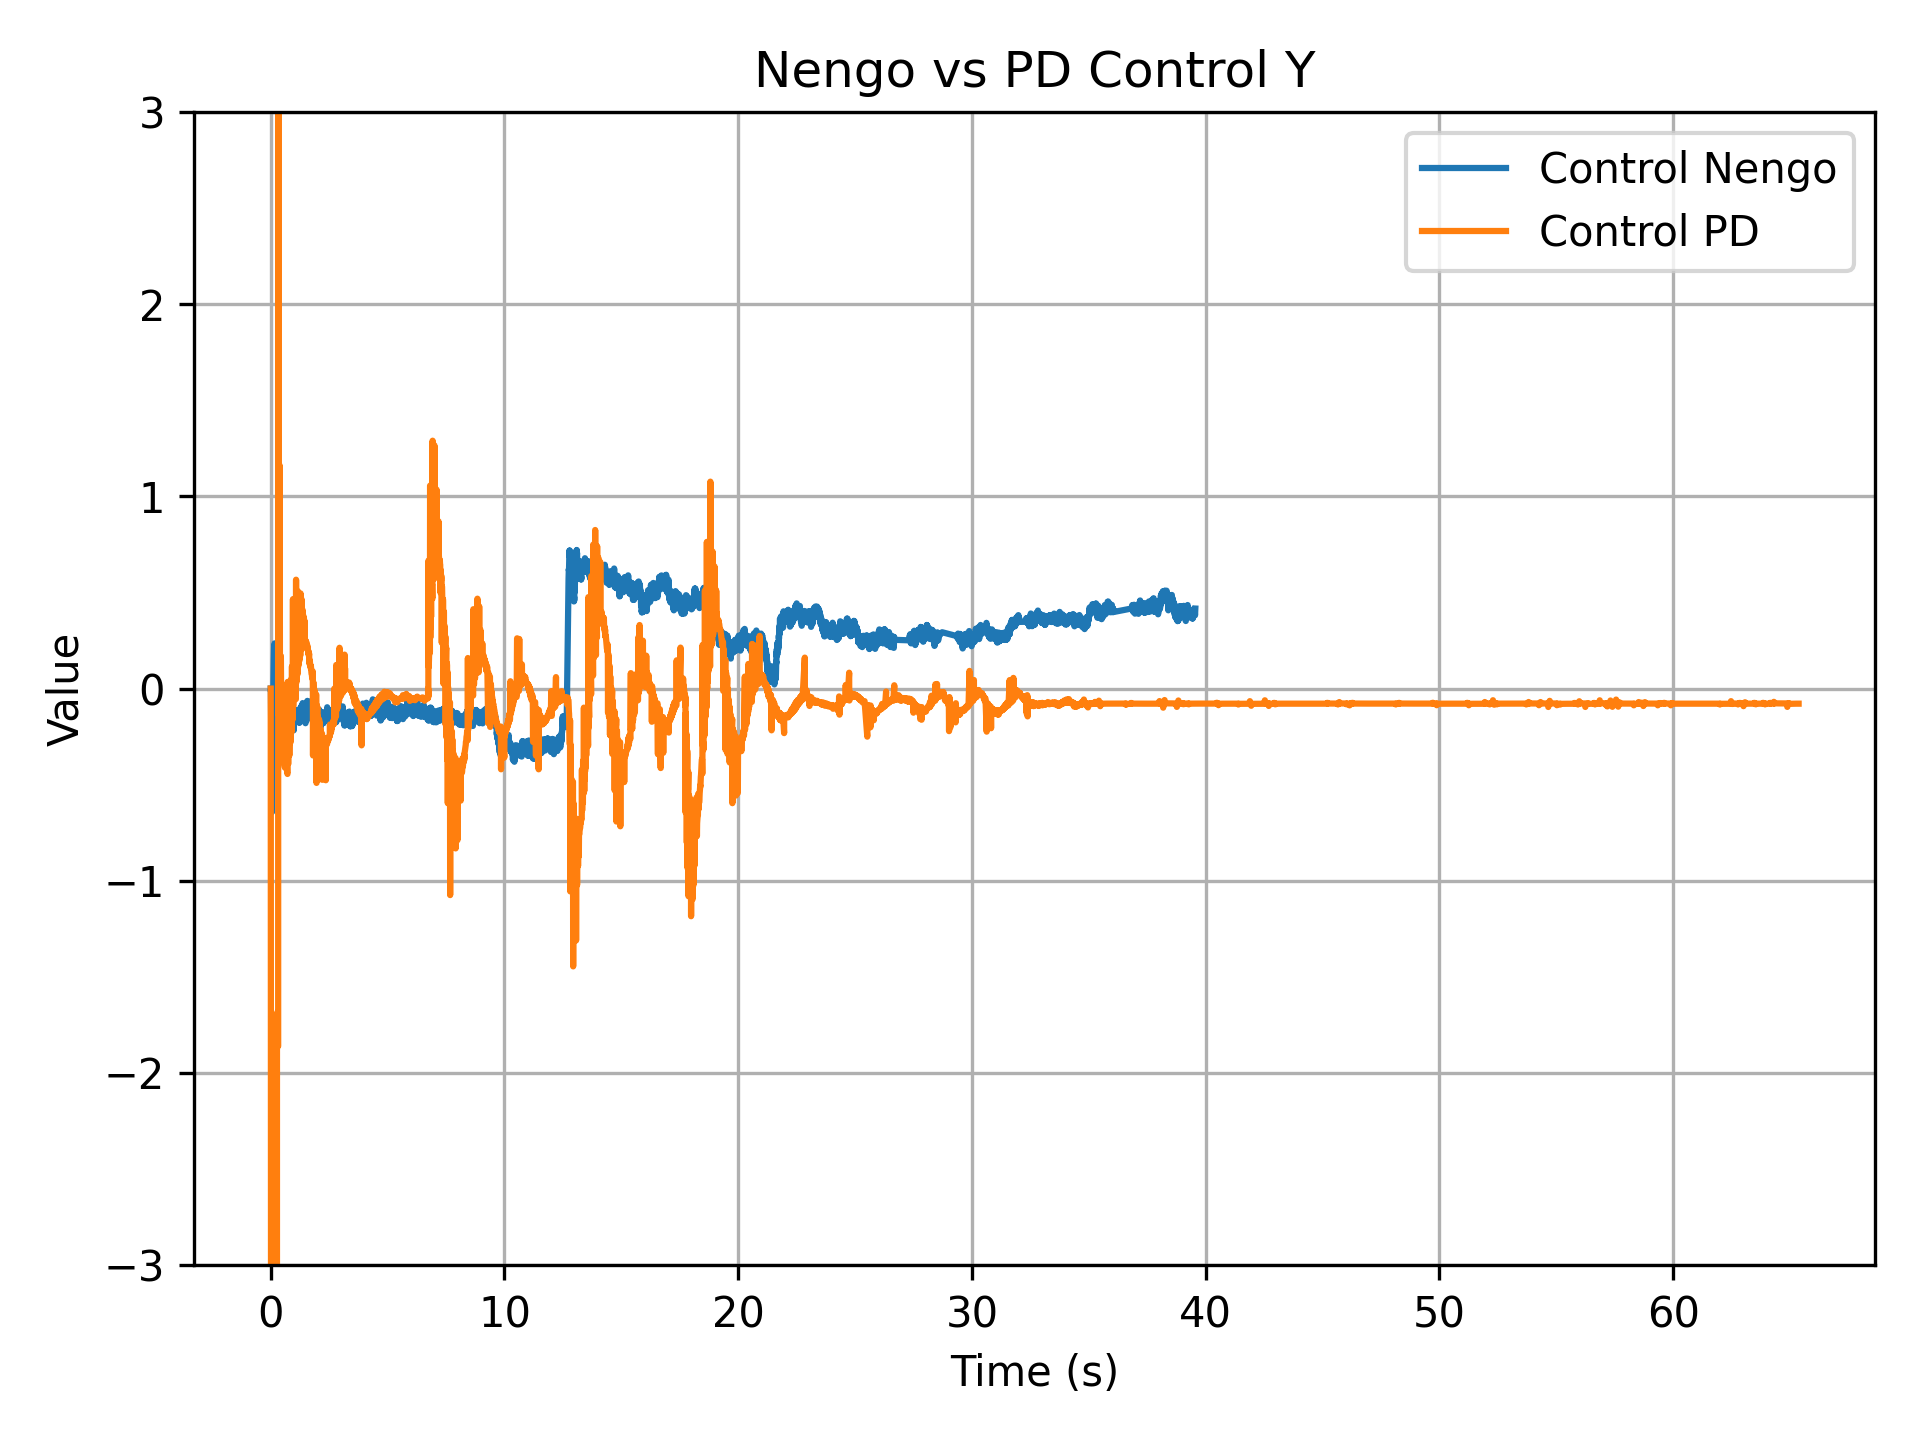 Nengo vs PD Control Y
Control Nengo
Control PD
Value
3
2
1
0
−1
−2
−3
0 10 20 30 40 50 60
Time (s)